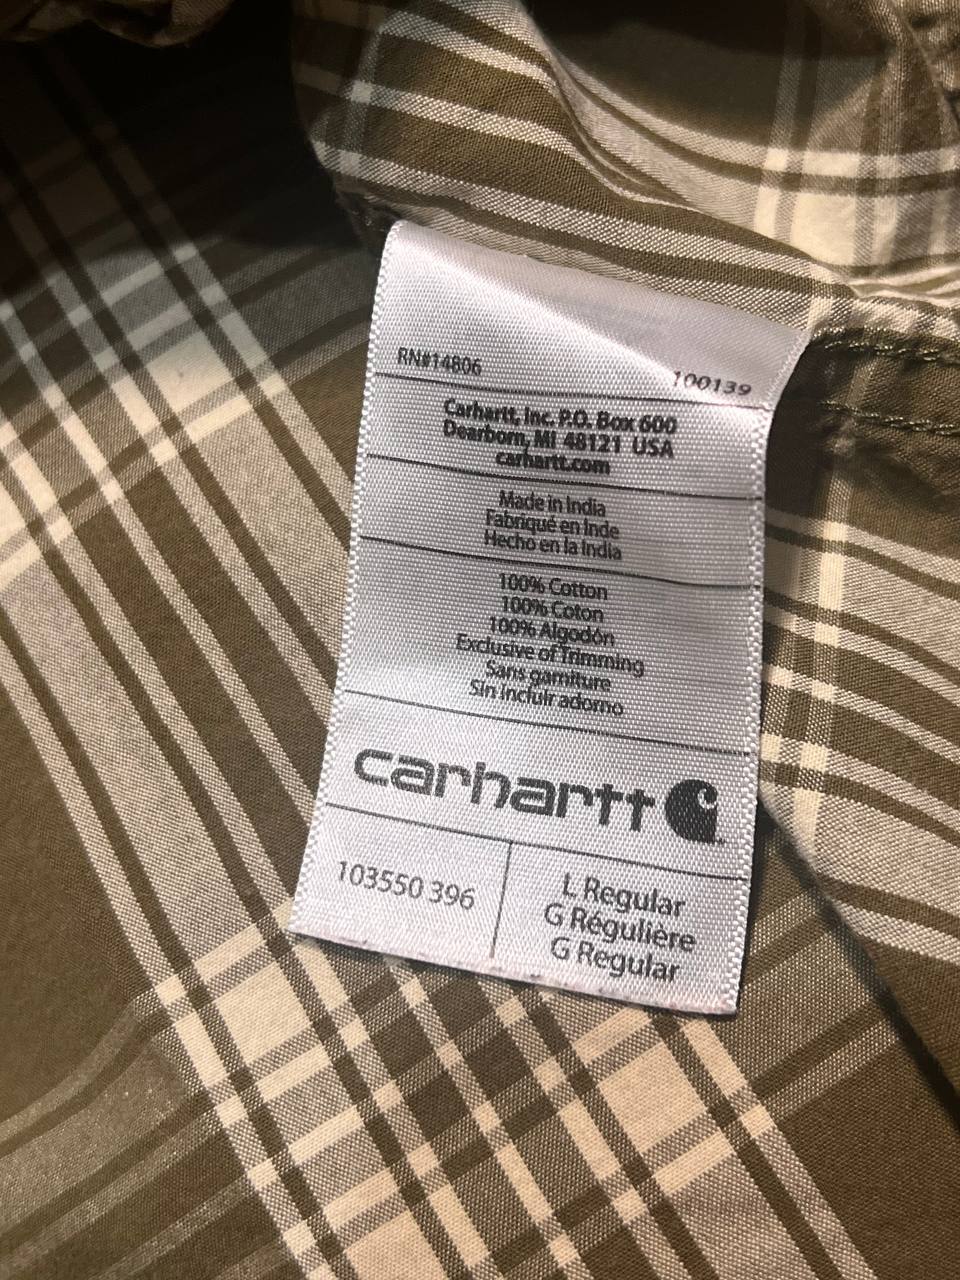 RN#14806 100139
Carhartt, Inc. P.O. Box 600
Dearborn, MI 48121 USA
carhartt.com
Made in India
Fabriqué en Inde
Hecho en la India
100% Cotton
100% Coton
100% Algodón
Exclusive of Trimming
Sans garniture
Sin incluir adorno
carhartt
103550 396
L Regular
G Régulière
G Regular